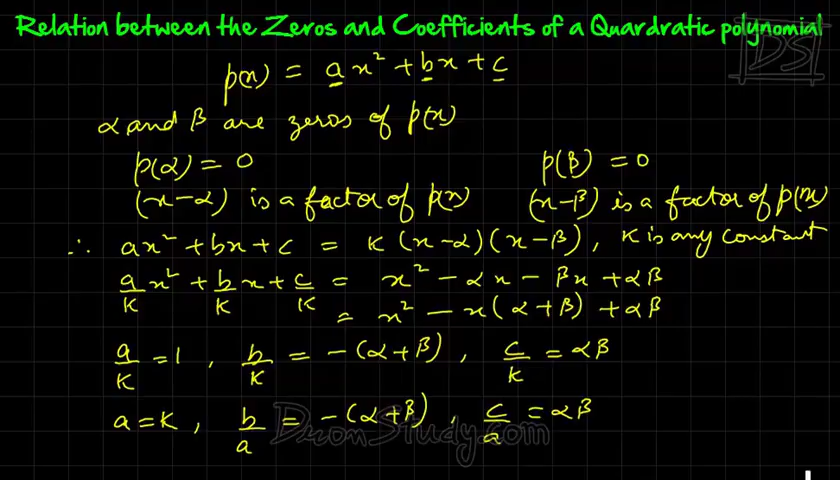 Relation between the Zeros and Coefficients of a Quardratic polynomial
DS
p(x) = ax² + bx + c
α and β are zeros of p(x)
p(α) = 0 p(β) = 0
(x-α) is a factor of p(x) (x-β) is a factor of p(x)
∴ ax² + bx + c = K (x-α)(x-β), K is any constant
a/K x² + b/K x + c/K = x² - αx - βx + αβ
= x² - x(α+β) + αβ
a/K = 1, b/K = -(α+β), c/K = αβ
a = K, b/a = -(α+β), c/a = αβ
DronStudy.com